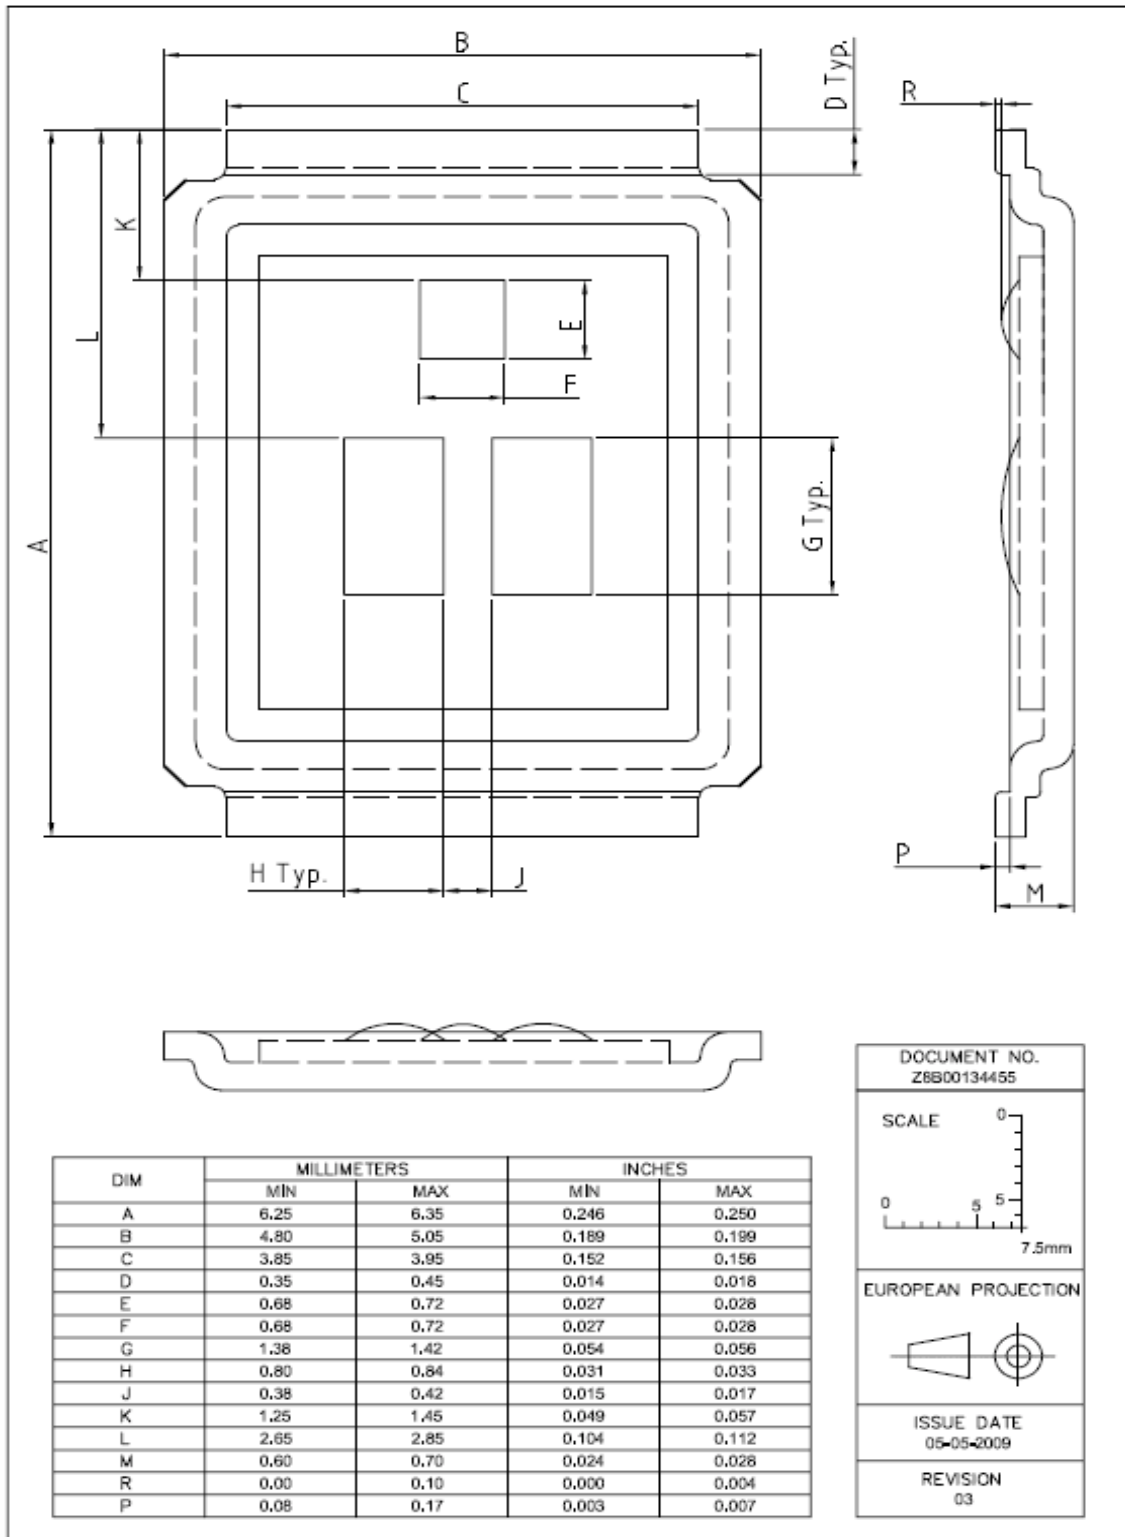 B
C
D Typ.
R
K
L
E
F
A
G Typ.
H Typ.
J
P
M
DIM MILLIMETERS INCHES
MIN MAX MIN MAX
A 6.25 6.35 0.246 0.250
B 4.80 5.05 0.189 0.199
C 3.85 3.95 0.152 0.156
D 0.35 0.45 0.014 0.018
E 0.68 0.72 0.027 0.028
F 0.68 0.72 0.027 0.028
G 1.38 1.42 0.054 0.056
H 0.80 0.84 0.031 0.033
J 0.38 0.42 0.015 0.017
K 1.25 1.45 0.049 0.057
L 2.65 2.85 0.104 0.112
M 0.60 0.70 0.024 0.028
R 0.00 0.10 0.000 0.004
P 0.08 0.17 0.003 0.007
DOCUMENT NO.
Z8B00134455
SCALE
0
0 5 5
7.5mm
EUROPEAN PROJECTION
ISSUE DATE
05-05-2009
REVISION
03